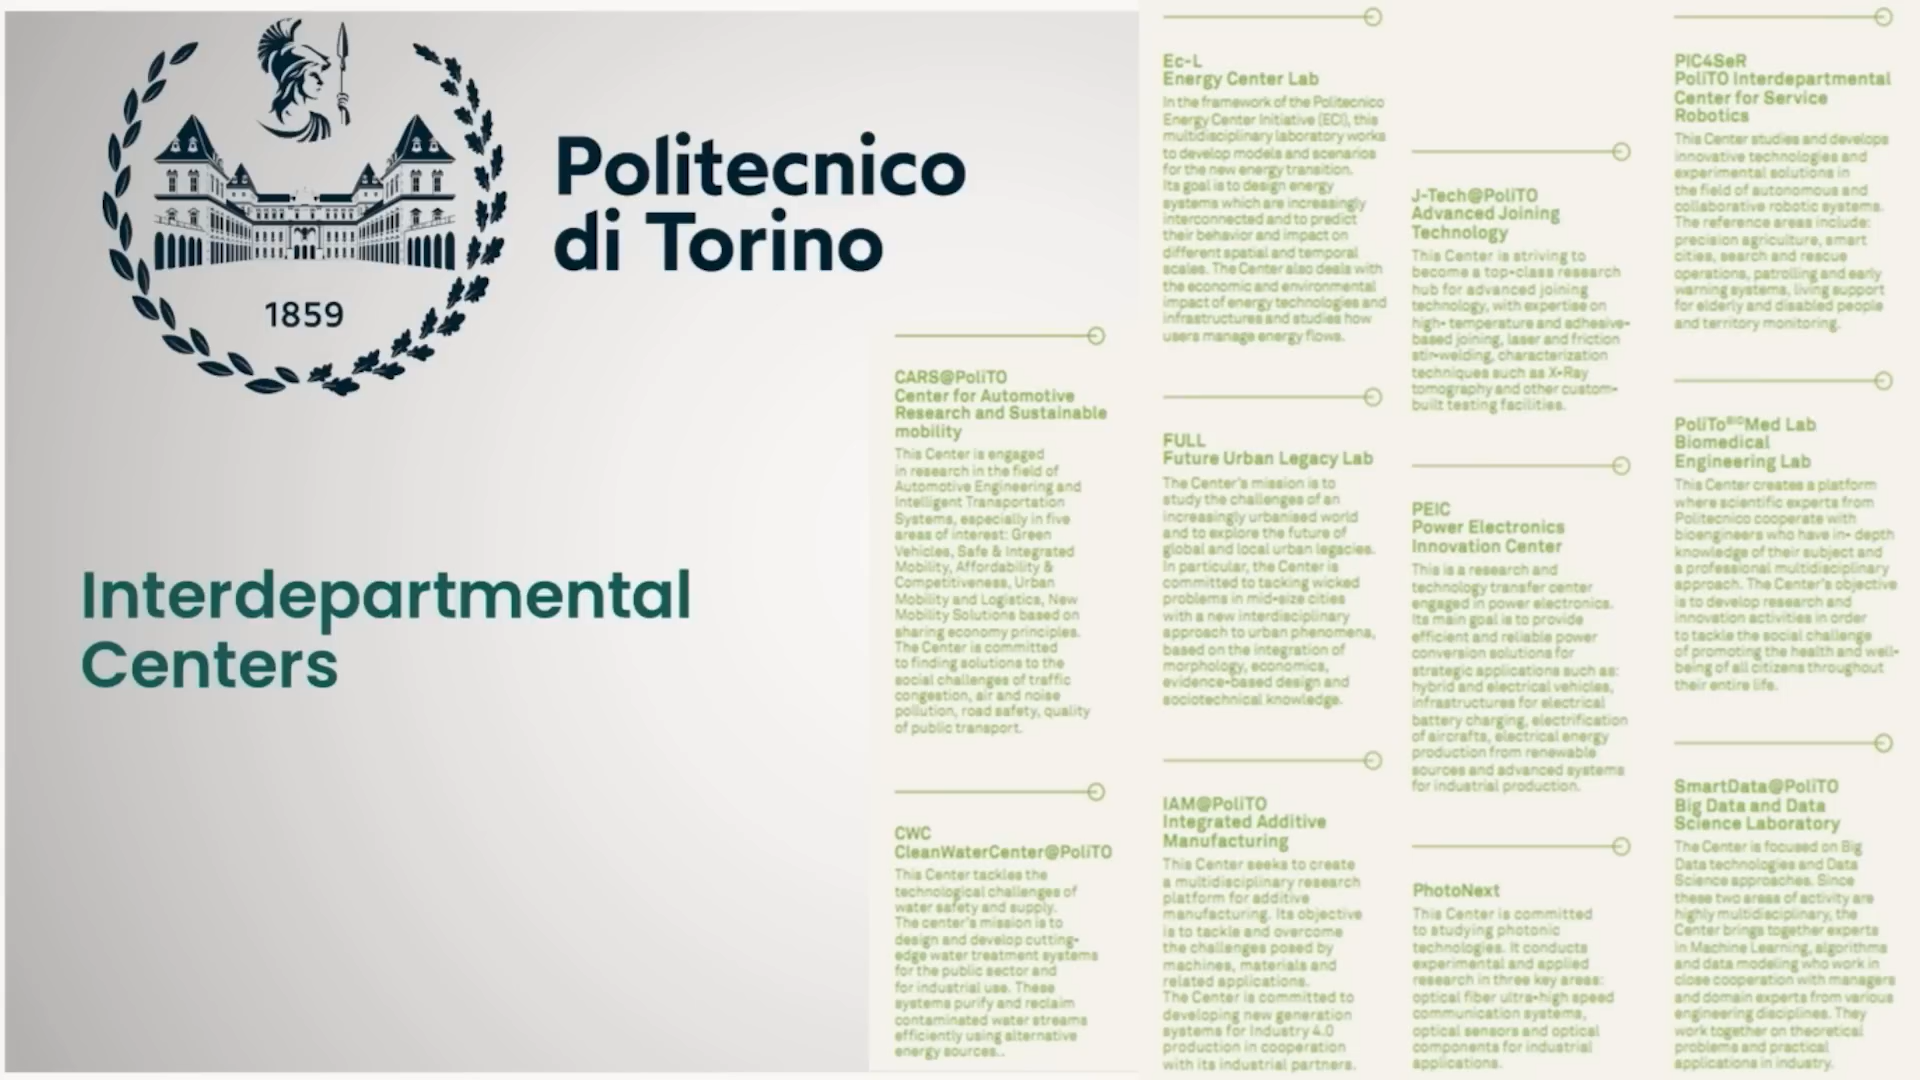 1859
Politecnico
di Torino
Interdepartmental
Centers
CARS@PoliTO
Center for Automotive
Research and Sustainable
mobility
This Center is engaged
in research in the field of
Automotive Engineering and
Intelligent Transportation
Systems, especially in five
areas of interest: Green
Vehicles, Safe & Integrated
Mobility, Affordability &
Competitiveness, Urban
Mobility and Logistics, New
Mobility Solutions based on
sharing economy principles.
The Center is committed
to finding solutions to the
social challenges of traffic
congestion, air and noise
pollution, road safety, quality
of public transport.
CWC
CleanWaterCenter@PoliTO
This Center tackles the
technological challenges of
water safety and supply.
The center's mission is to
design and develop cutting-
edge water treatment systems
for the public sector and
for industrial use. These
systems purify and reclaim
contaminated water streams
efficiently using alternative
energy sources..
Ec-L
Energy Center Lab
In the framework of the Politecnico
Energy Center Initiative (ECI), this
multidisciplinary laboratory works
to develop models and scenarios
for the new energy transition.
Its goal is to design energy
systems which are increasingly
interconnected and to predict
their behavior and impact on
different spatial and temporal
scales. The Center also deals with
the economic and environmental
impact of energy technologies and
infrastructures and studies how
users manage energy flows.
FULL
Future Urban Legacy Lab
The Center's mission is to
study the challenges of an
increasingly urbanised world
and to explore the future of
global and local urban legacies.
In particular, the Center is
committed to tacking wicked
problems in mid-size cities
with a new interdisciplinary
approach to urban phenomena,
based on the integration of
morphology, economics,
evidence-based design and
sociotechnical knowledge.
IAM@PoliTO
Integrated Additive
Manufacturing
This Center seeks to create
a multidisciplinary research
platform for additive
manufacturing. Its objective
is to tackle and overcome
the challenges posed by
machines, materials and
related applications.
The Center is committed to
developing new generation
systems for Industry 4.0
production in cooperation
with its industrial partners.
J-Tech@PoliTO
Advanced Joining
Technology
This Center is striving to
become a top-class research
hub for advanced joining
technology, with expertise on
high- temperature and adhesive-
based joining, laser and friction
stir-welding, characterization
techniques such as X-Ray
tomography and other custom-
built testing facilities.
PEIC
Power Electronics
Innovation Center
This is a research and
technology transfer center
engaged in power electronics.
Its main goal is to provide
efficient and reliable power
conversion solutions for
strategic applications such as:
hybrid and electrical vehicles,
infrastructures for electrical
battery charging, electrification
of aircrafts, electrical energy
production from renewable
sources and advanced systems
for industrial production.
PhotoNext
This Center is committed
to studying photonic
technologies. It conducts
experimental and applied
research in three key areas:
optical fiber ultra-high speed
communication systems,
optical sensors and optical
components for industrial
applications.
PIC4SeR
PoliTO Interdepartmental
Center for Service
Robotics
This Center studies and develops
innovative technologies and
experimental solutions in
the field of autonomous and
collaborative robotic systems.
The reference areas include:
precision agriculture, smart
cities, search and rescue
operations, patrolling and early
warning systems, living support
for elderly and disabled people
and territory monitoring.
PoliToBIOMed Lab
Biomedical
Engineering Lab
This Center creates a platform
where scientific experts from
Politecnico cooperate with
bioengineers who have in- depth
knowledge of their subject and
a professional multidisciplinary
approach. The Center's objective
is to develop research and
innovation activities in order
to tackle the social challenge
of promoting the health and well-
being of all citizens throughout
their entire life.
SmartData@PoliTO
Big Data and Data
Science Laboratory
The Center is focused on Big
Data technologies and Data
Science approaches. Since
these two areas of activity are
highly multidisciplinary, the
Center brings together experts
in Machine Learning, algorithms
and data modeling who work in
close cooperation with managers
and domain experts from various
engineering disciplines. They
work together on theoretical
problems and practical
applications in industry.